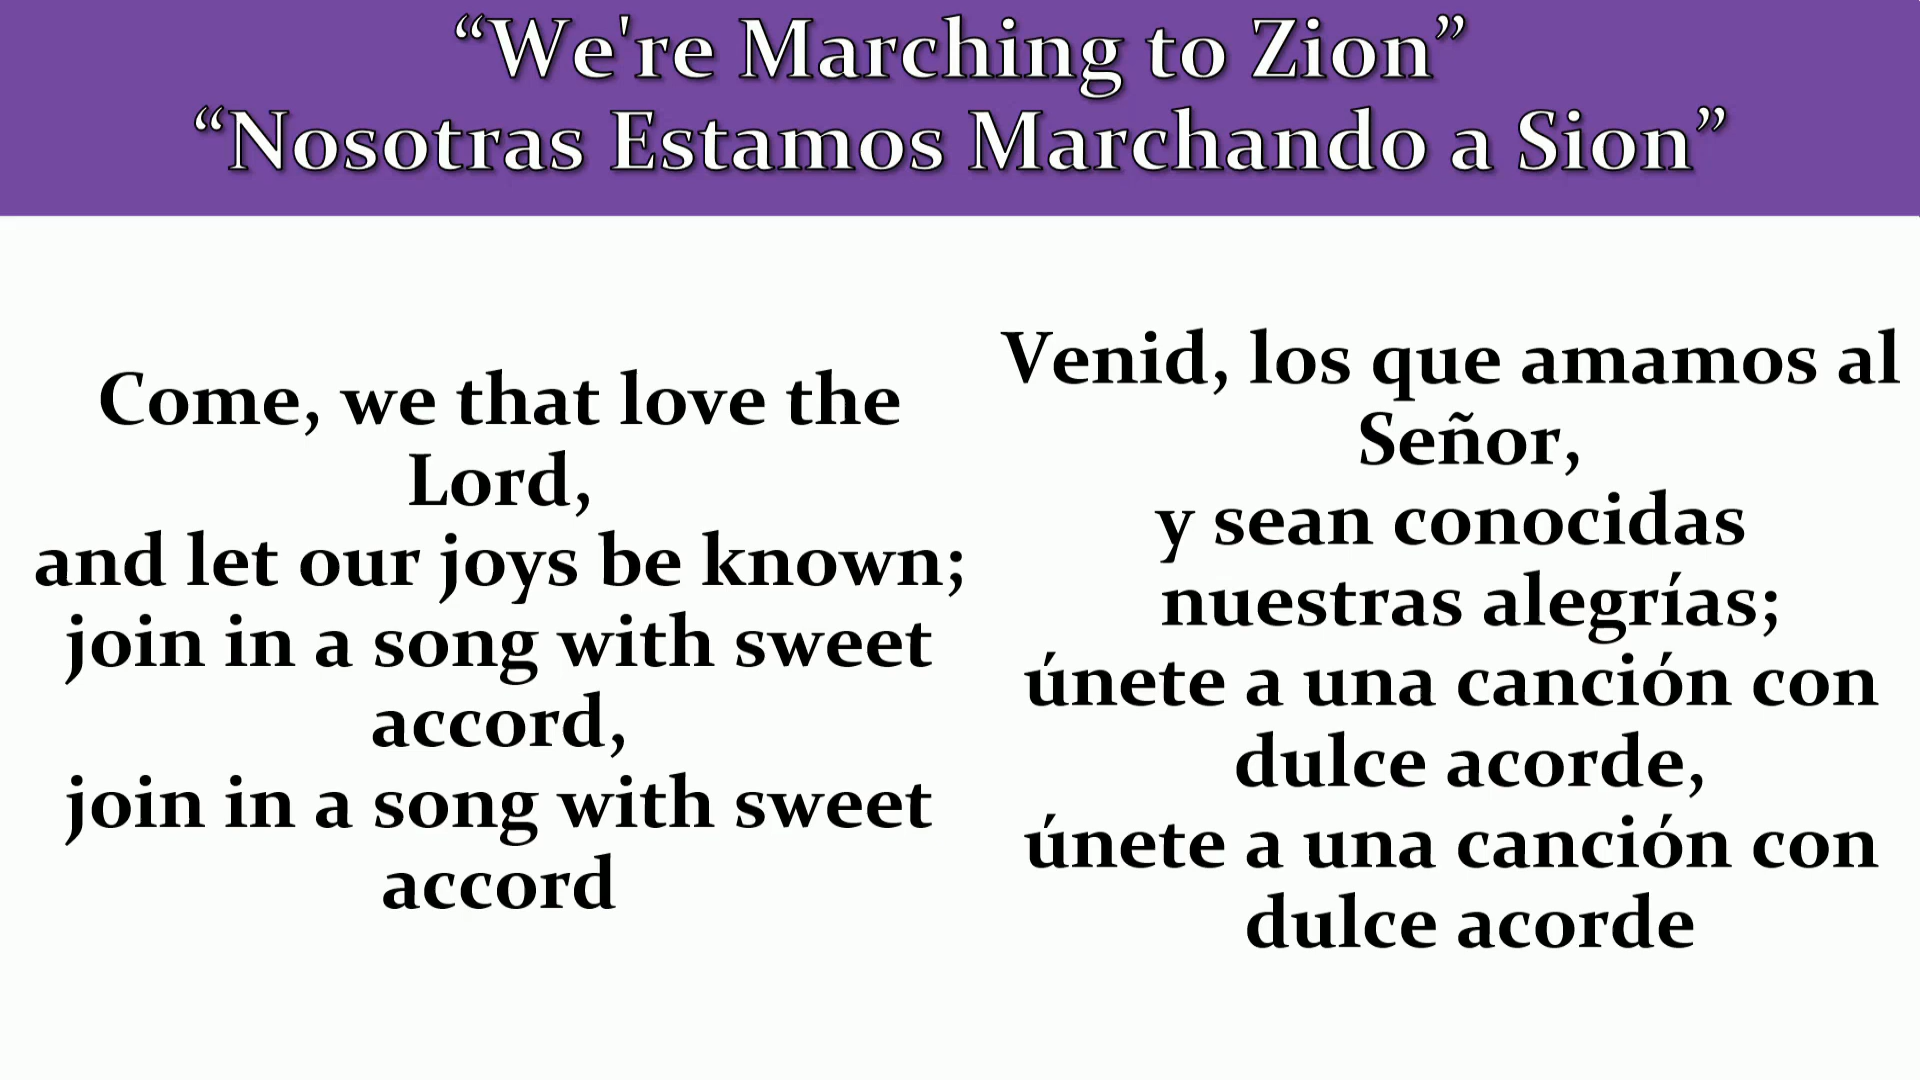 “We're Marching to Zion”
“Nosotras Estamos Marchando a Sion”
Come, we that love the
Lord,
and let our joys be known;
join in a song with sweet
accord,
join in a song with sweet
accord
Venid, los que amamos al
Señor,
y sean conocidas
nuestras alegrías;
únete a una canción con
dulce acorde,
únete a una canción con
dulce acorde